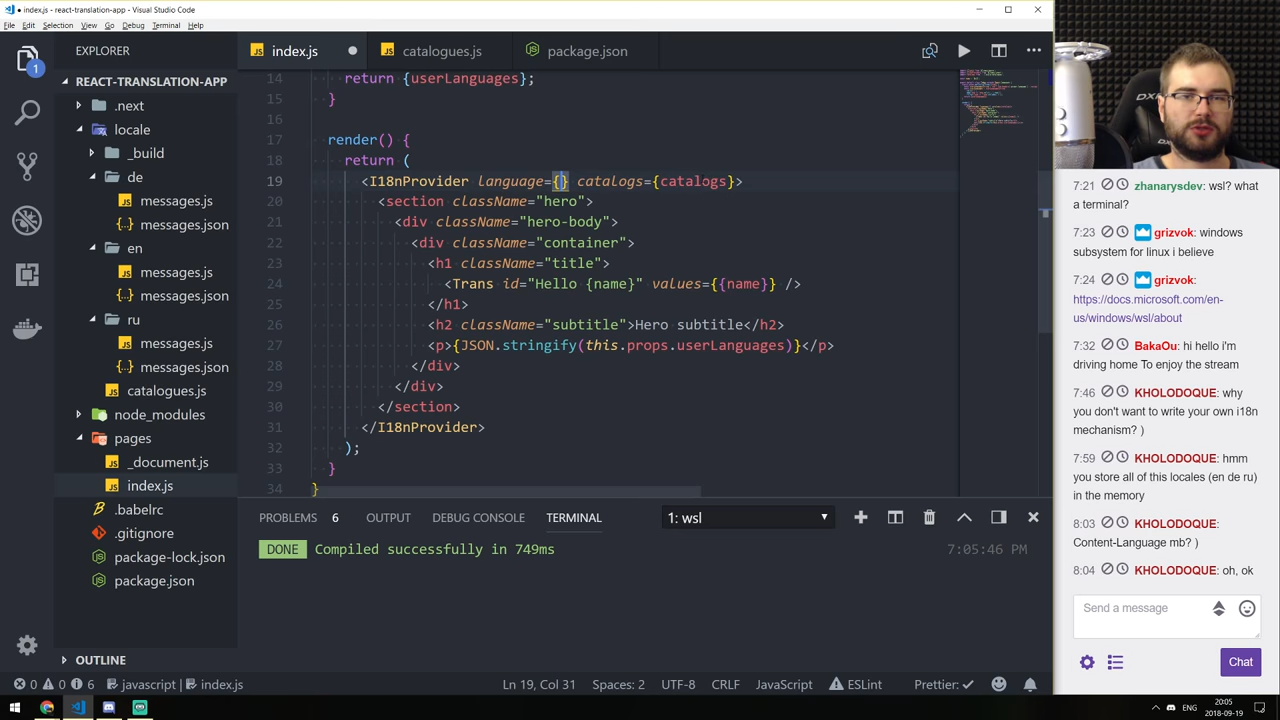 index.js - react-translation-app - Visual Studio Code
File Edit Selection View Go Debug Terminal Help
EXPLORER
index.js
catalogues.js
package.json
1
REACT-TRANSLATION-APP
.next
locale
_build
de
messages.js
messages.json
en
messages.js
messages.json
ru
messages.js
messages.json
catalogues.js
node_modules
pages
_document.js
index.js
.babelrc
.gitignore
package-lock.json
package.json
OUTLINE
14 return {userLanguages};
15 }
16
17 render() {
18 return (
19 <I18nProvider language={} catalogs={catalogs}>
20 <section className="hero">
21 <div className="hero-body">
22 <div className="container">
23 <h1 className="title">
24 <Trans id="Hello {name}" values={{name}} />
25 </h1>
26 <h2 className="subtitle">Hero subtitle</h2>
27 <p>{JSON.stringify(this.props.userLanguages)}</p>
28 </div>
29 </div>
30 </section>
31 </I18nProvider>
32 );
33 }
34 }
PROBLEMS 6 OUTPUT DEBUG CONSOLE TERMINAL 1: wsl
DONE Compiled successfully in 749ms 7:05:46 PM
0 0 6 javascript | index.js Ln 19, Col 31 Spaces: 2 UTF-8 CRLF JavaScript ESLint Prettier: ✓
DX
7:21 zhanarysdev: wsl? what
a terminal?
7:23 grizvok: windows
subsystem for linux i believe
7:24 grizvok:
https://docs.microsoft.com/en-
us/windows/wsl/about
7:32 BakaOu: hi hello i'm
driving home To enjoy the stream
7:46 KHOLODOQUE: why
you don't want to write your own i18n
mechanism? )
7:59 KHOLODOQUE: hmm
you store all of this locales (en de ru)
in the memory
8:03 KHOLODOQUE:
Content-Language mb? )
8:04 KHOLODOQUE: oh, ok
Send a message
Chat
ENG
20:05
2018-09-19